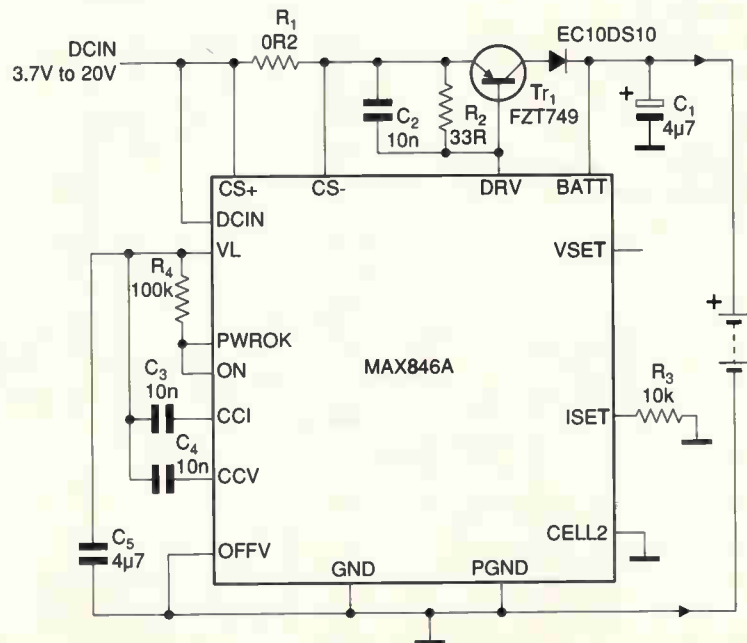 R1
0R2
DCIN
3.7V to 20V
EC10DS10
C2
10n
R2
33R
Tr1
FZT749
+
C1
4µ7
CS+
CS-
DRV
BATT
DCIN
VL
VSET
R4
100k
PWROK
ON
MAX846A
+
C3
10n
CCI
R3
10k
ISET
C4
10n
CCV
CELL2
C5
4µ7
OFFV
GND
PGND